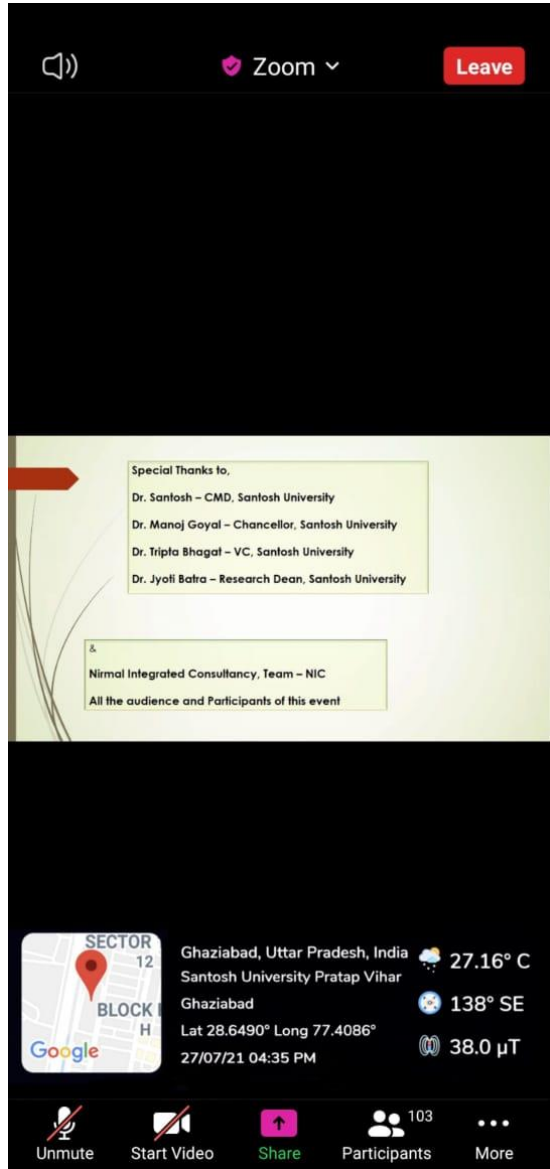 Zoom
Leave
Special Thanks to,
Dr. Santosh – CMD, Santosh University
Dr. Manoj Goyal – Chancellor, Santosh University
Dr. Tripta Bhagat – VC, Santosh University
Dr. Jyoti Batra – Research Dean, Santosh University
&
Nirmal Integrated Consultancy, Team – NIC
All the audience and Participants of this event
SECTOR
12
BLOCK
H
Google
Ghaziabad, Uttar Pradesh, India
Santosh University Pratap Vihar
Ghaziabad
Lat 28.6490° Long 77.4086°
27/07/21 04:35 PM
27.16° C
138° SE
38.0 µT
Unmute
Start Video
Share
103
Participants
More